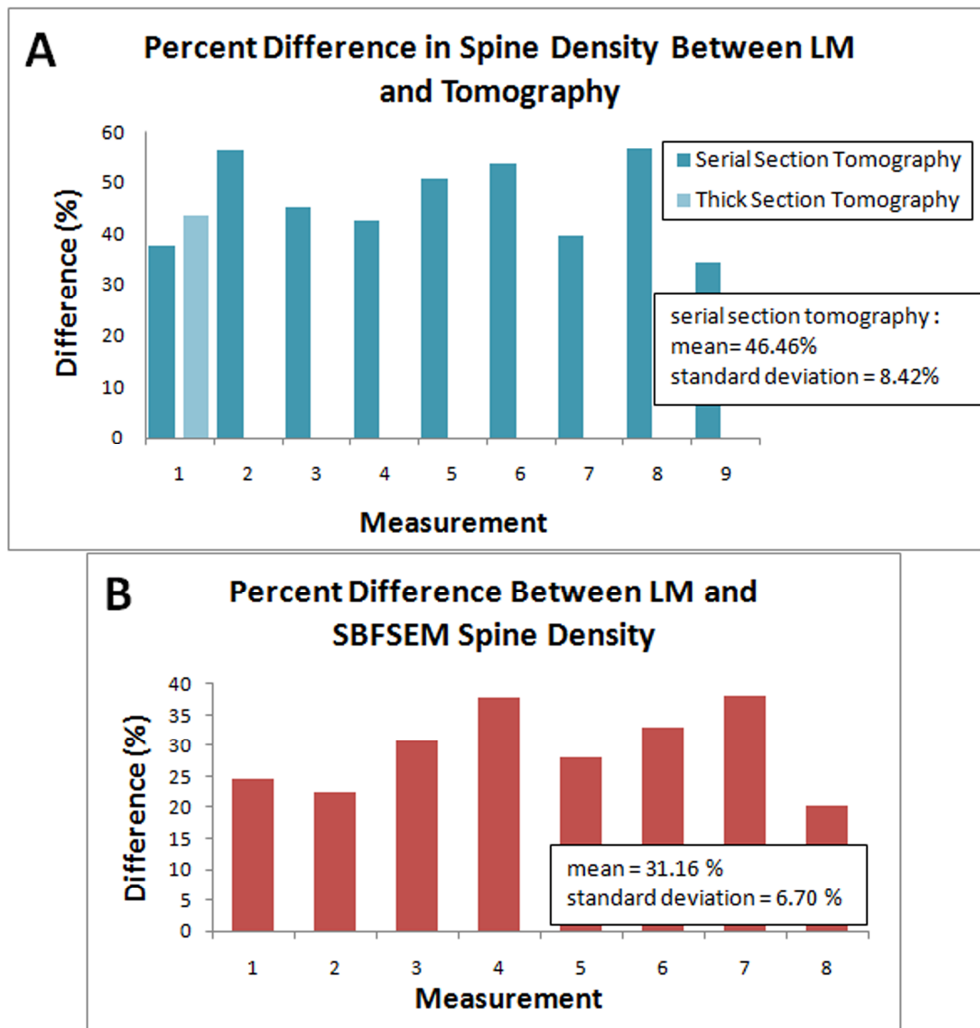 A
Percent Difference in Spine Density Between LM
and Tomography
Difference (%)
60
50
40
30
20
10
0
Serial Section Tomography
Thick Section Tomography
serial section tomography :
mean= 46.46%
standard deviation = 8.42%
1 2 3 4 5 6 7 8 9
Measurement
B
Percent Difference Between LM and
SBFSEM Spine Density
Difference (%)
40
35
30
25
20
15
10
5
0
mean = 31.16 %
standard deviation = 6.70 %
1 2 3 4 5 6 7 8
Measurement